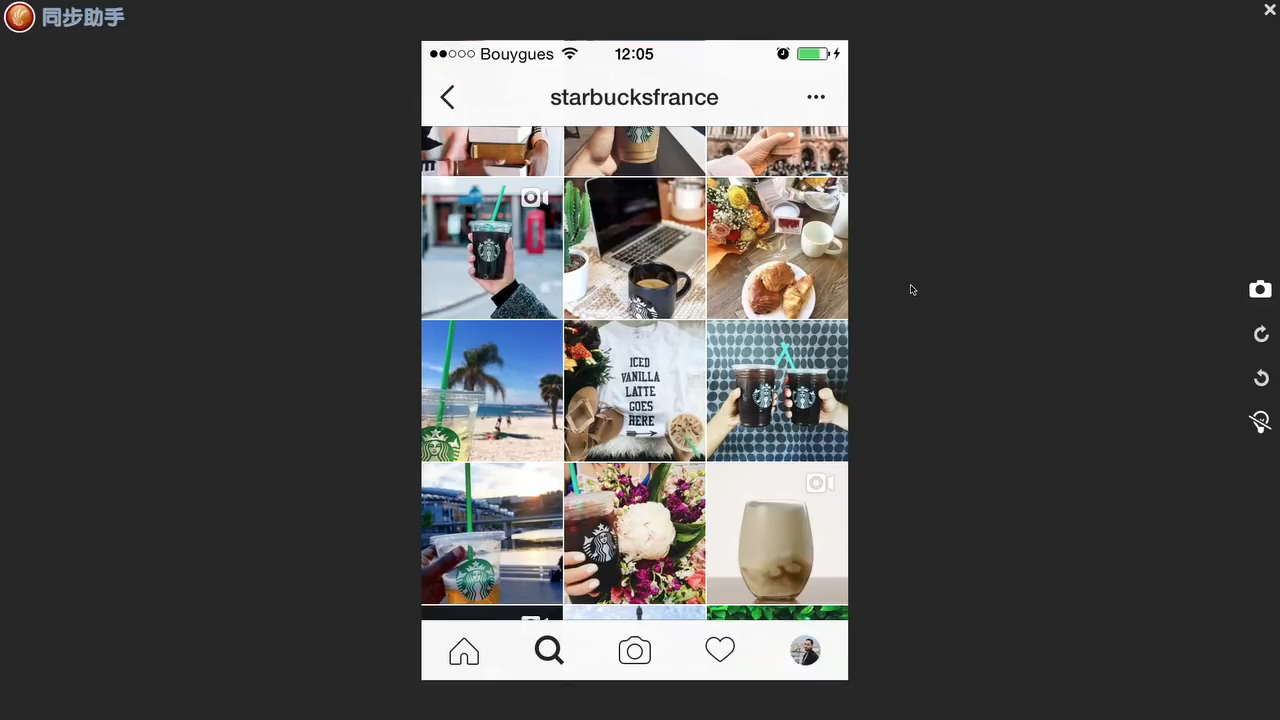 同步助手
Bouygues
12:05
starbucksfrance
ICED
VANILLA
LATTE
GOES
HERE